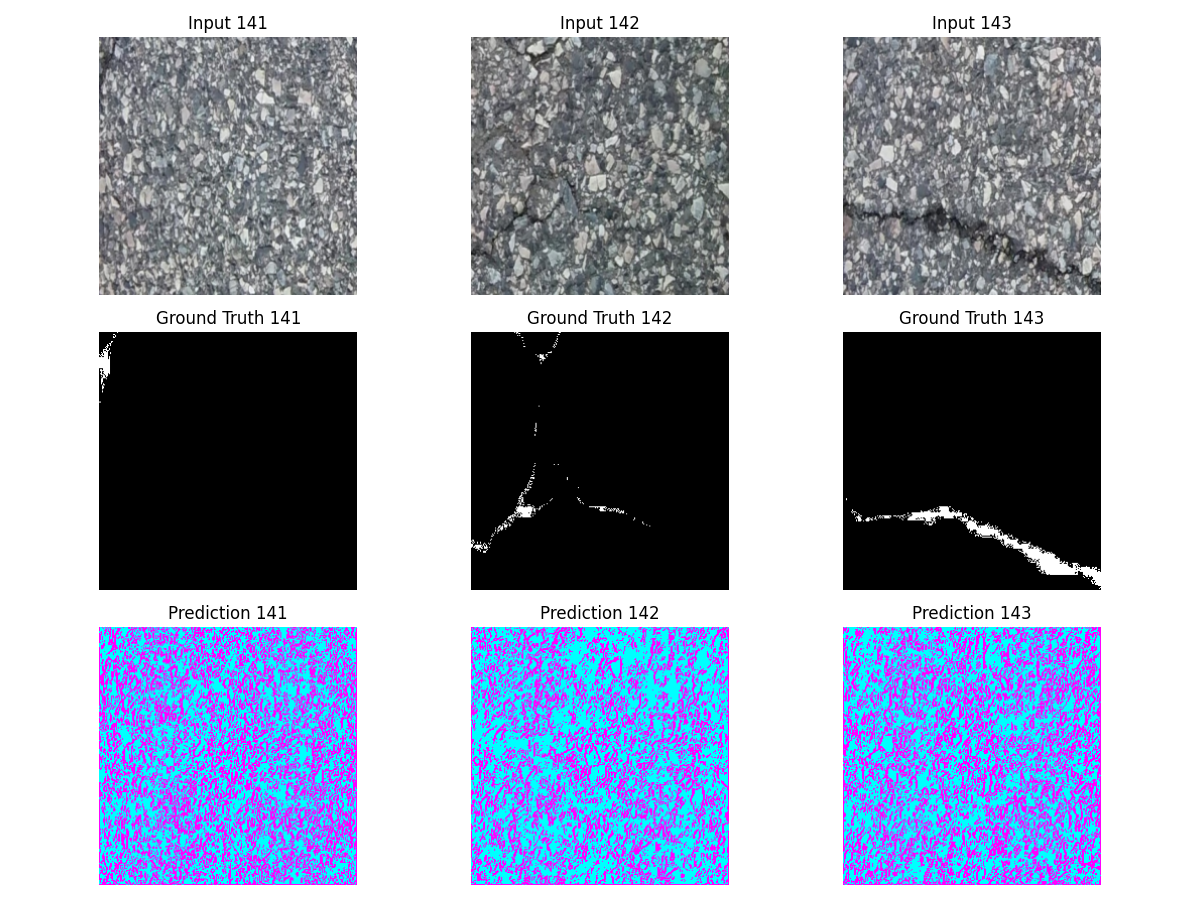 Input 141
Input 142
Input 143
Ground Truth 141
Ground Truth 142
Ground Truth 143
Prediction 141
Prediction 142
Prediction 143